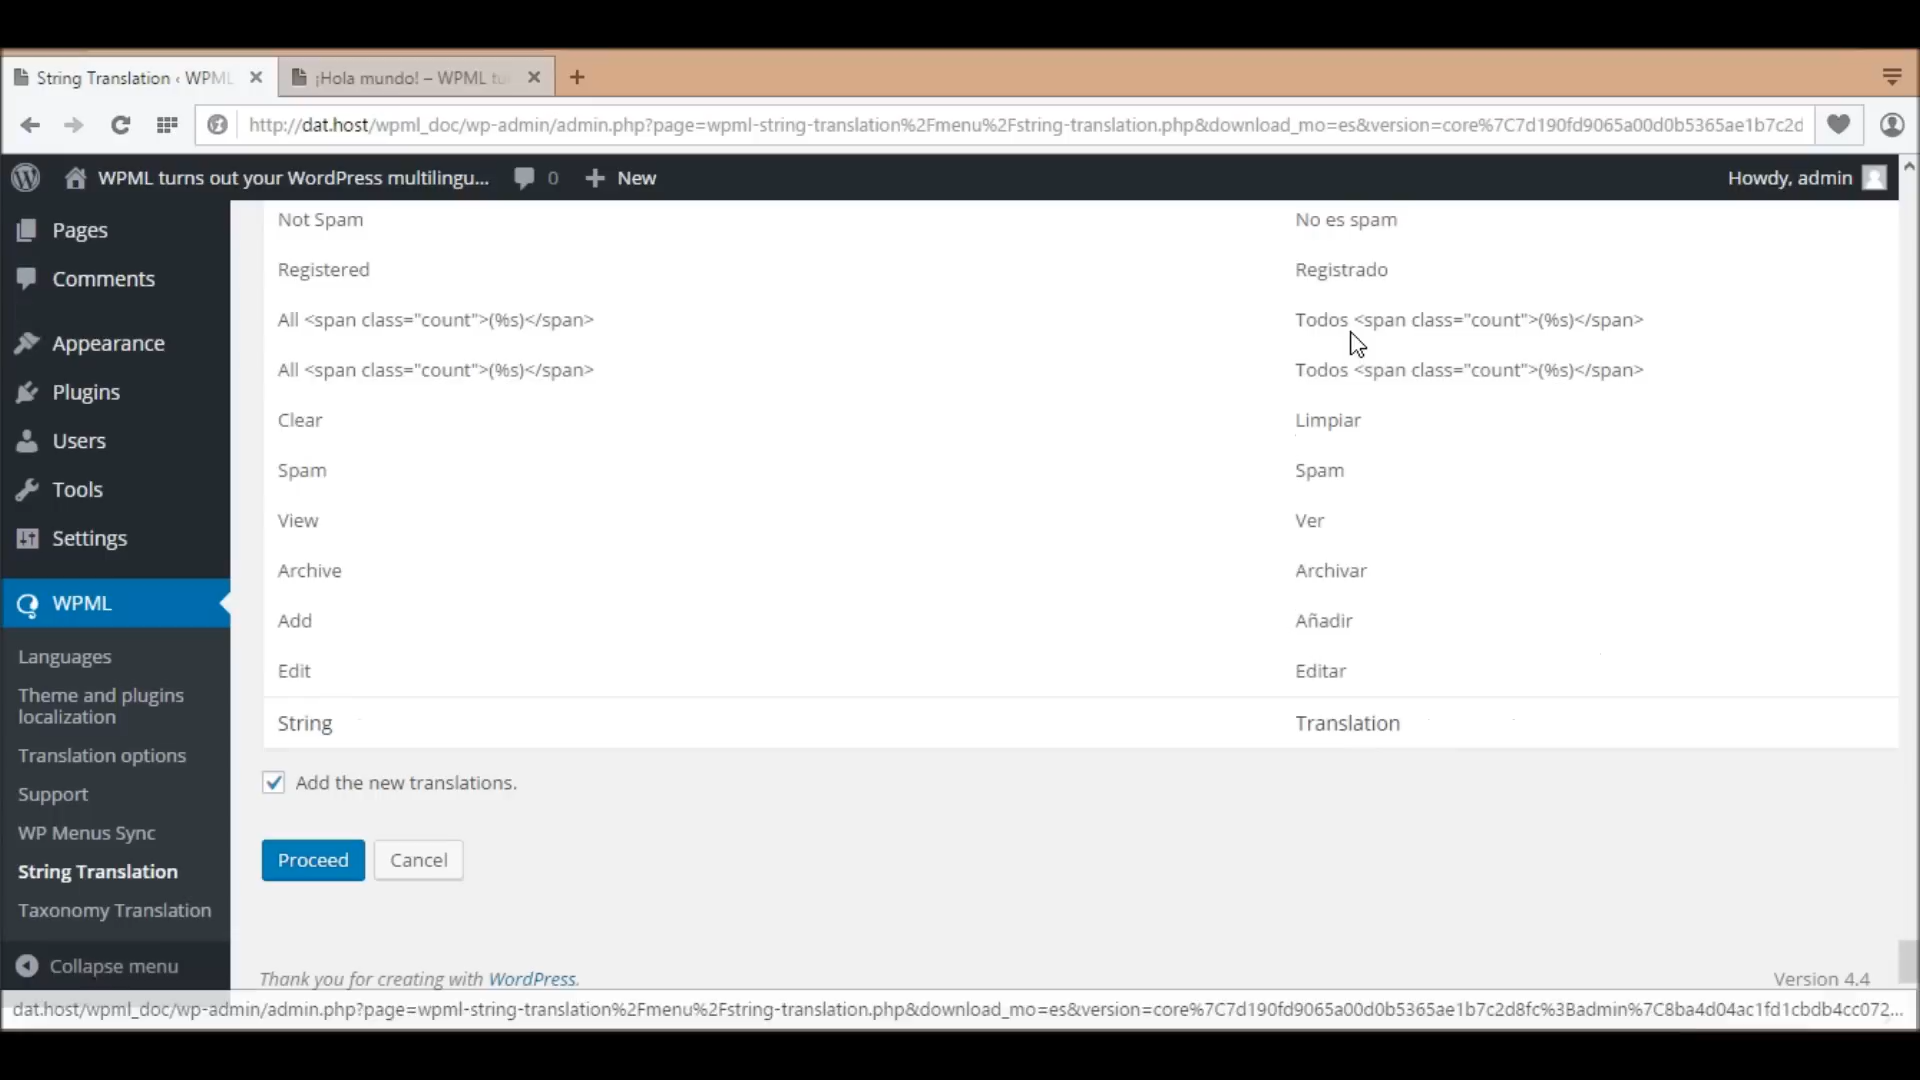 String Translation ‹ WPML
¡Hola mundo! – WPML tu
http://dat.host/wpml_doc/wp-admin/admin.php?page=wpml-string-translation%2Fmenu%2Fstring-translation.php&download_mo=es&version=core%7C7d190fd9065a00d0b5365ae1b7c2d
WPML turns out your WordPress multilingu...
0
New
Howdy, admin
Pages
Comments
Appearance
Plugins
Users
Tools
Settings
WPML
Languages
Theme and plugins
localization
Translation options
Support
WP Menus Sync
String Translation
Taxonomy Translation
Collapse menu
Not Spam No es spam
Registered Registrado
All <span class="count">(%s)</span> Todos <span class="count">(%s)</span>
All <span class="count">(%s)</span> Todos <span class="count">(%s)</span>
Clear Limpiar
Spam Spam
View Ver
Archive Archivar
Add Añadir
Edit Editar
String Translation
Add the new translations.
Proceed Cancel
Thank you for creating with WordPress.
Version 4.4
dat.host/wpml_doc/wp-admin/admin.php?page=wpml-string-translation%2Fmenu%2Fstring-translation.php&download_mo=es&version=core%7C7d190fd9065a00d0b5365ae1b7c2d8fc%3Badmin%7C8ba4d04ac1fd1cbdb4cc072...